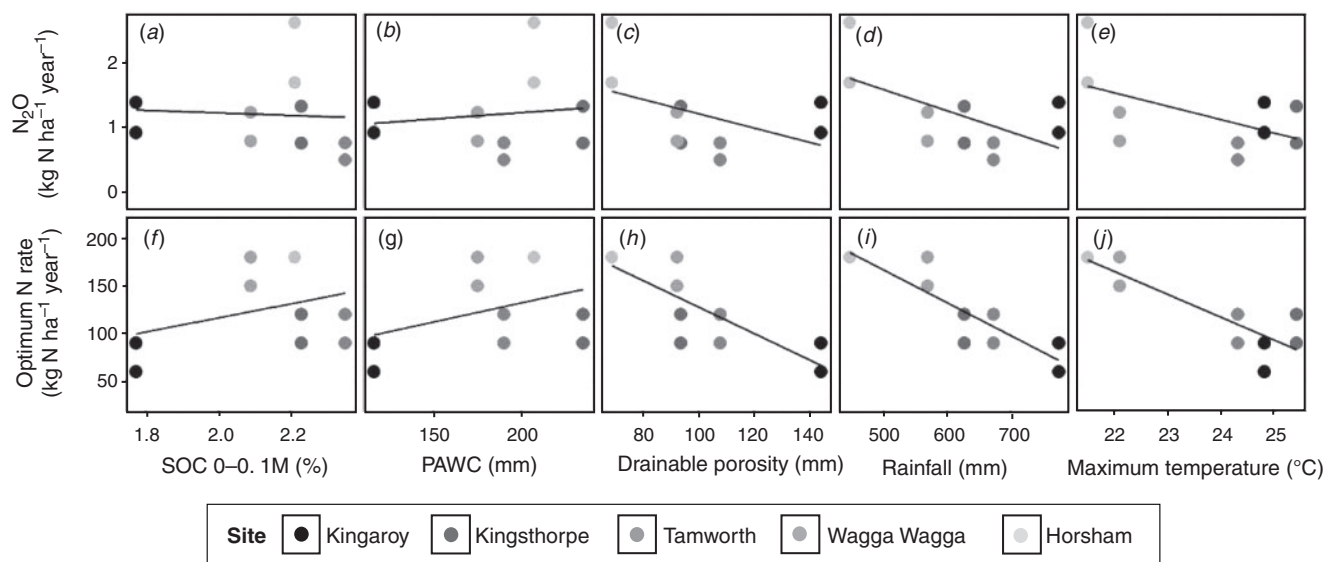 (a) (b) (c) (d) (e)
N₂O
(kg N ha⁻¹ year⁻¹)
2
1
0
(f) (g) (h) (i) (j)
Optimum N rate
(kg N ha⁻¹ year⁻¹)
200
150
100
50
1.8 2.0 2.2 150 200 80 100 120 140 500 600 700 22 22 24 25
SOC 0–0. 1M (%) PAWC (mm) Drainable porosity (mm) Rainfall (mm) Maximum temperature (°C)
Site Kingaroy Kingsthorpe Tamworth Wagga Wagga Horsham